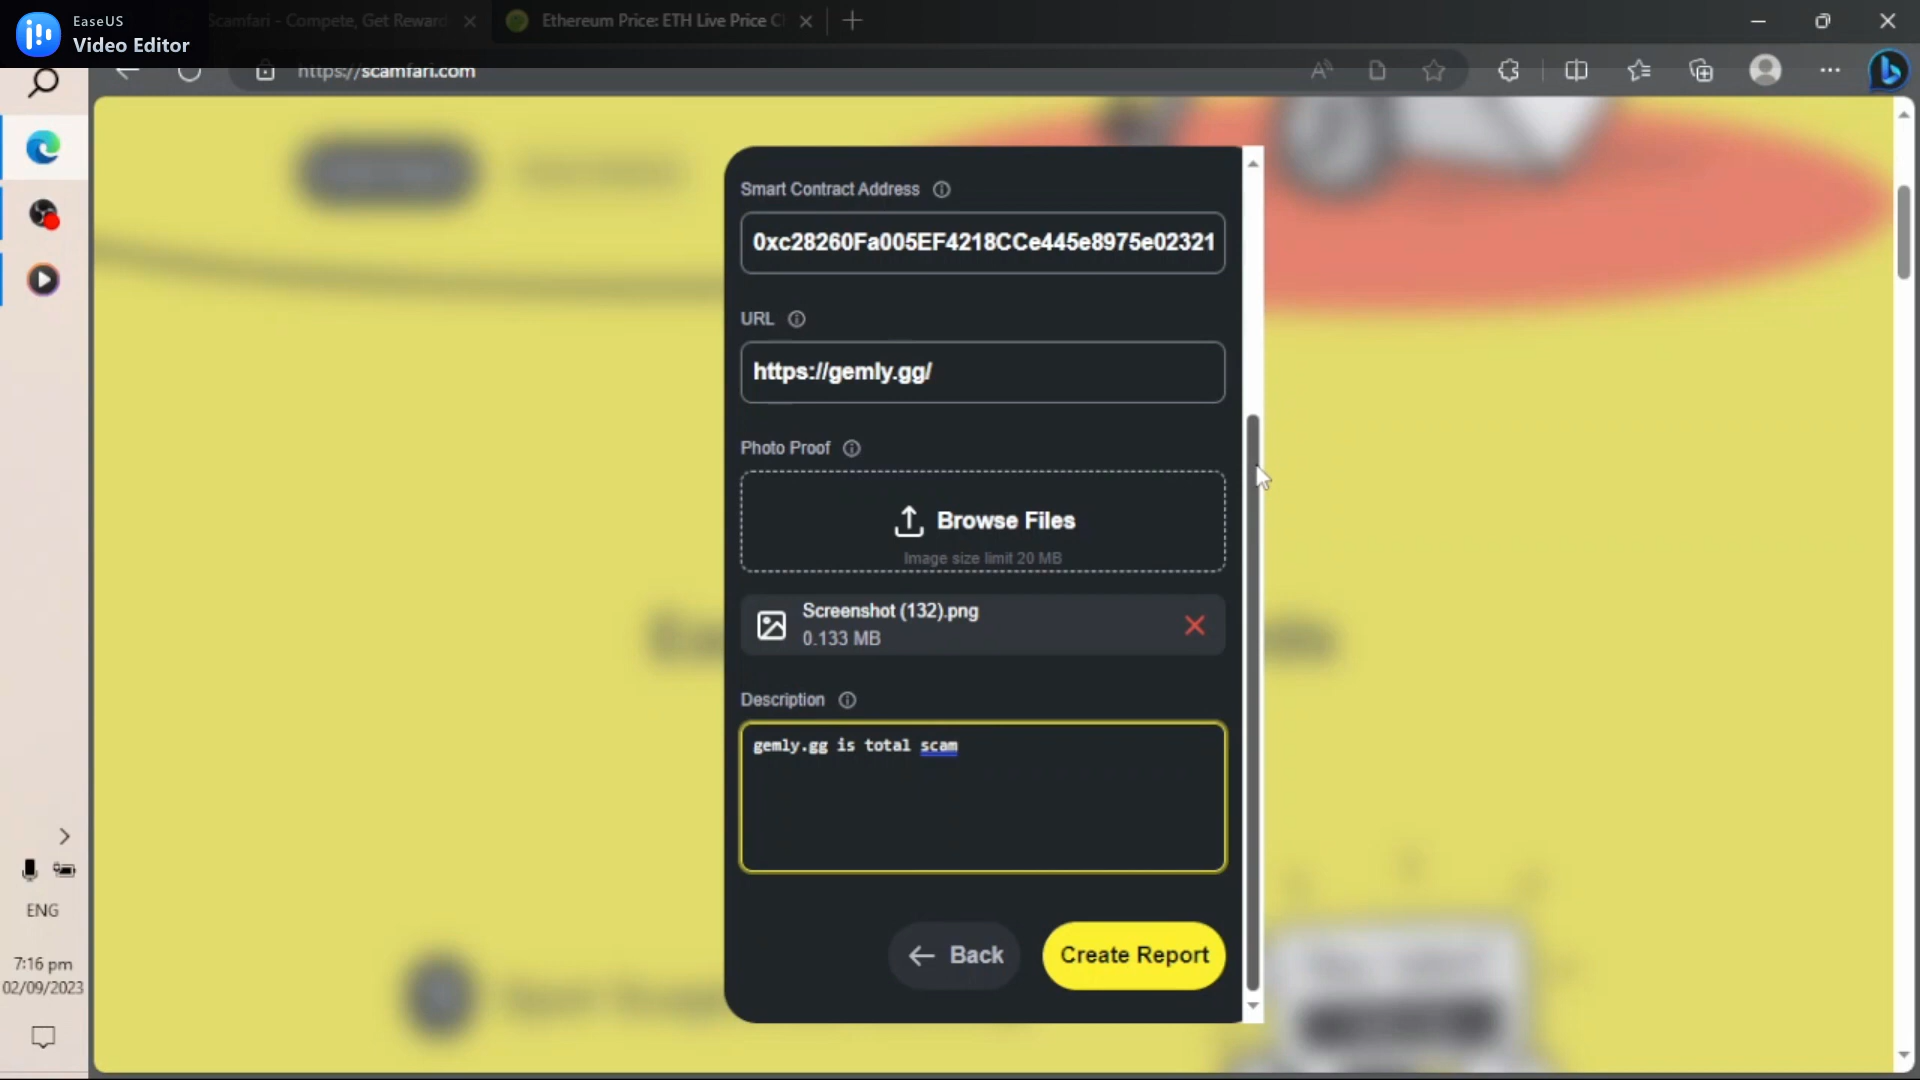 EaseUS
Video Editor
Scamfari - Compete, Get Reward
Ethereum Price: ETH Live Price C
https://scamfari.com
Smart Contract Address
0xc28260Fa005EF4218CCe445e8975e02321
URL
https://gemly.gg/
Photo Proof
Browse Files
Image size limit 20 MB
Screenshot (132).png
0.133 MB
Description
gemly.gg is total scam
Back
Create Report
ENG
7:16 pm
02/09/2023